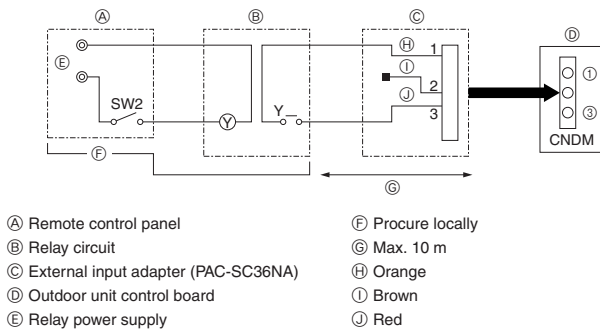 Ⓐ
Ⓑ
Ⓒ
Ⓓ
Ⓔ
SW2
Ⓨ
Y_
Ⓗ
Ⓘ
Ⓙ
1
2
3
①
③
CNDM
Ⓕ
Ⓖ
Ⓐ Remote control panel
Ⓑ Relay circuit
Ⓒ External input adapter (PAC-SC36NA)
Ⓓ Outdoor unit control board
Ⓔ Relay power supply
Ⓕ Procure locally
Ⓖ Max. 10 m
Ⓗ Orange
Ⓘ Brown
Ⓙ Red